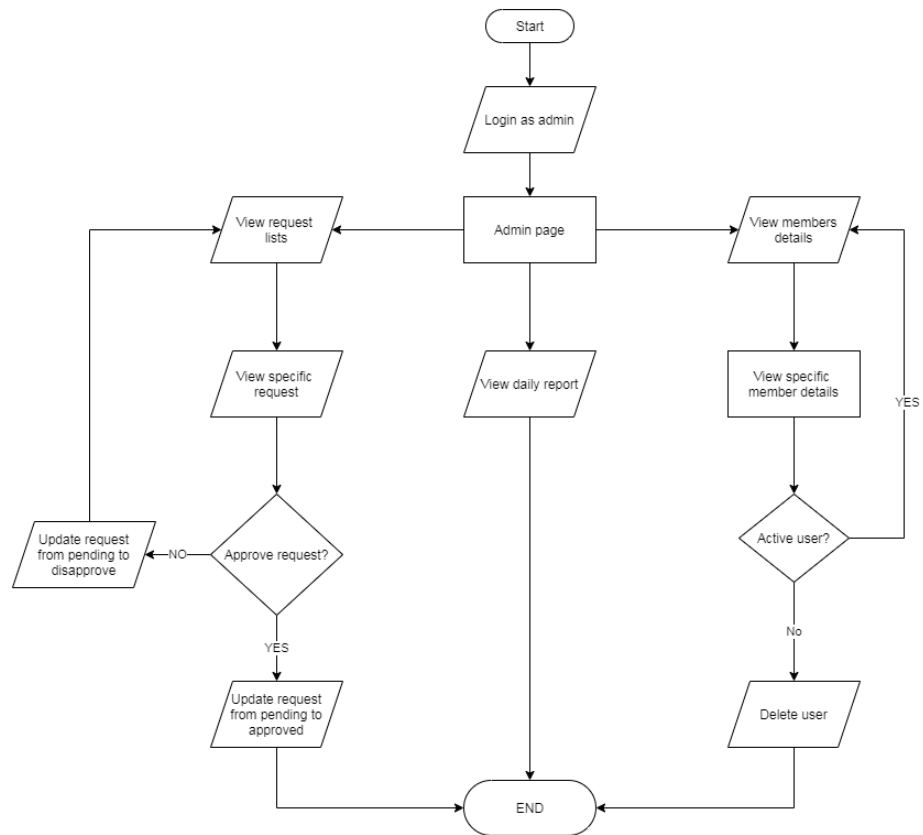 Start
Login as admin
View request
lists
Admin page
View members
details
View specific
request
View daily report
View specific
member details
YES
Update request
from pending to
disapprove
NO
Approve request?
Active user?
YES
No
Update request
from pending to
approved
Delete user
END